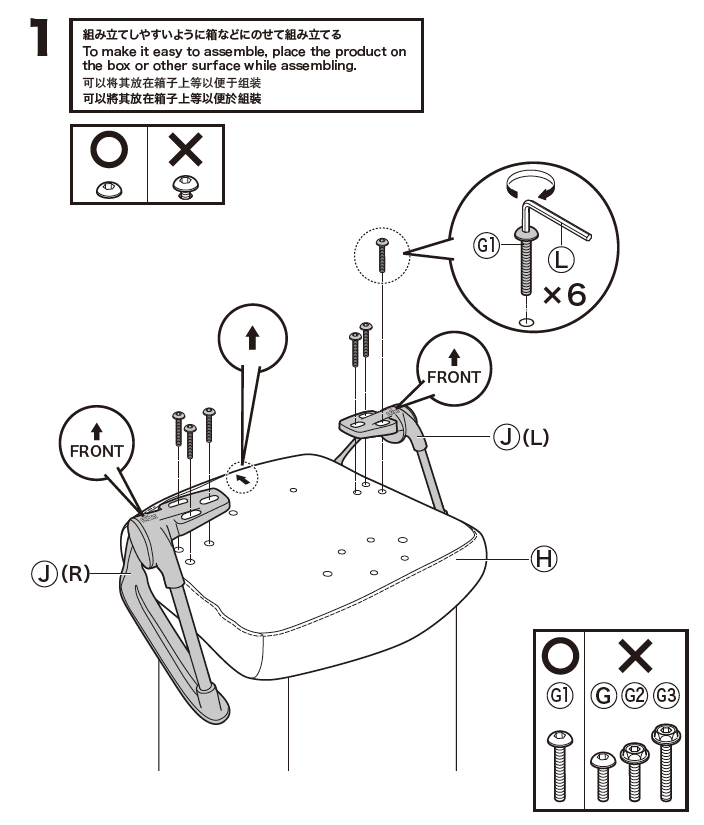 1
組み立てしやすいように箱などにのせて組み立てる
To make it easy to assemble, place the product on
the box or other surface while assembling.
可以将其放在箱子上等以便于组装
可以將其放在箱子上等以便於組裝
G1
L
×6
FRONT
FRONT
J (L)
J (R)
H
G1 G G2 G3